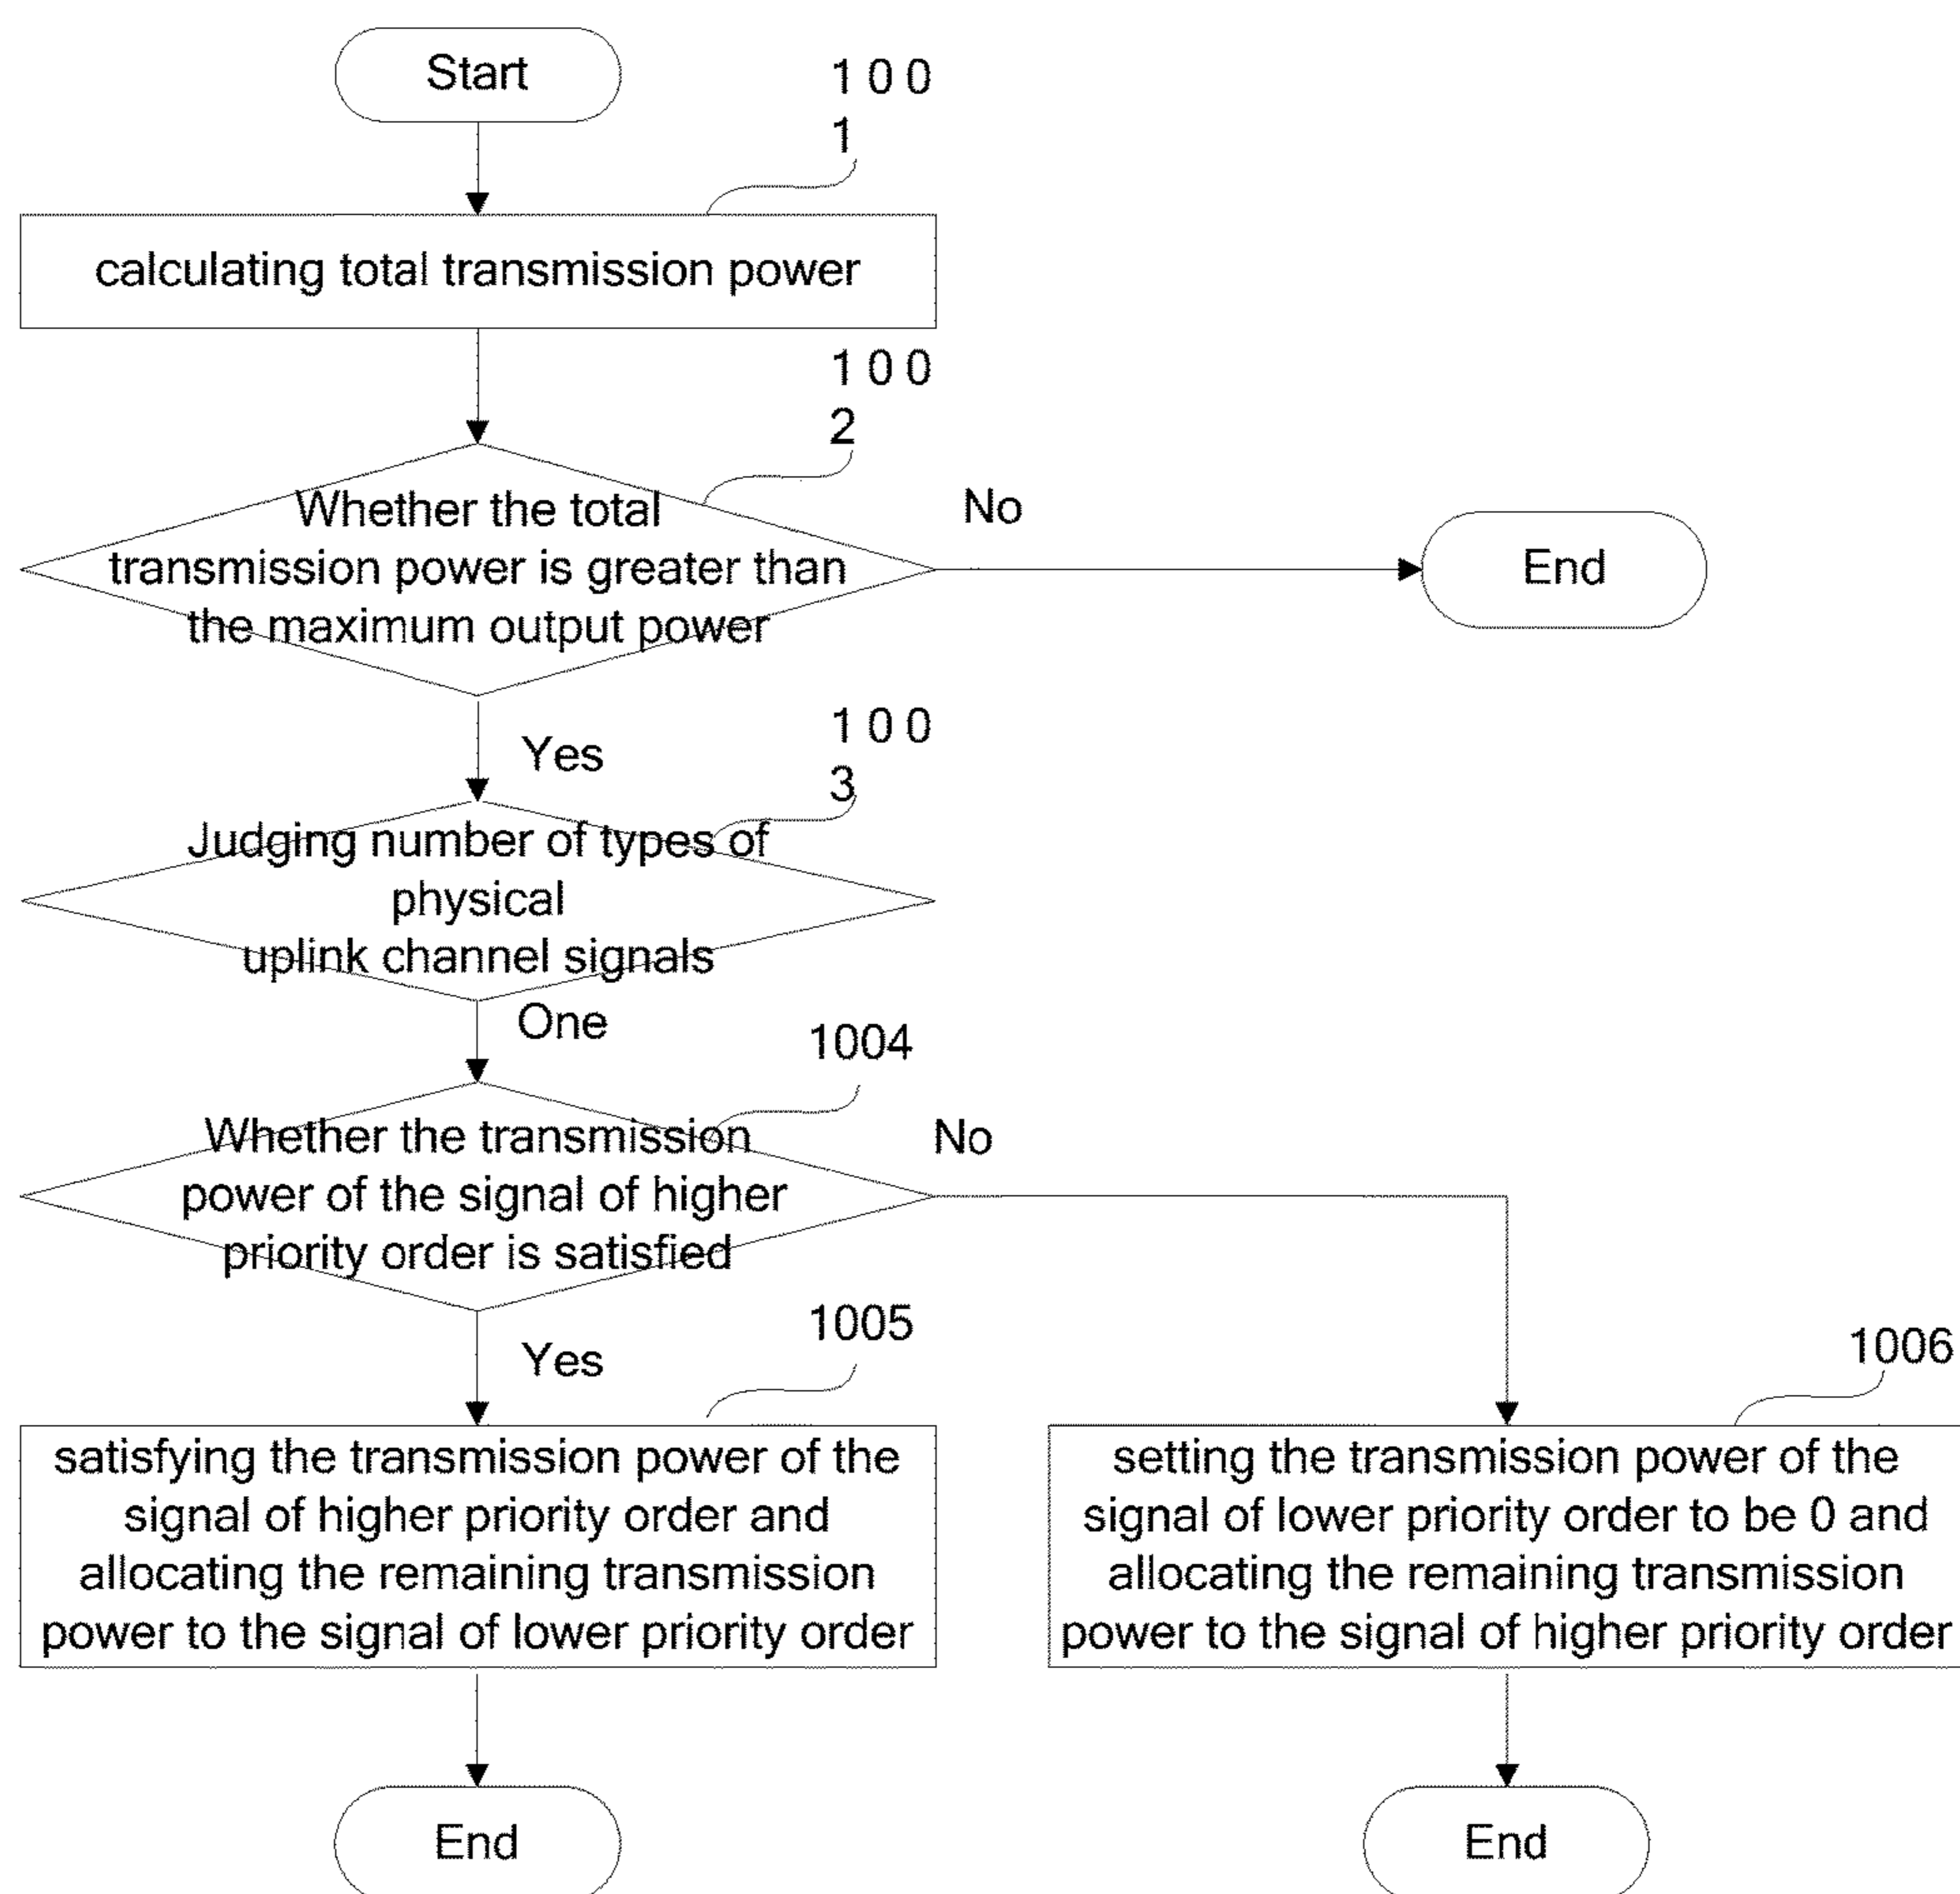 Start
1 0 0
1
calculating total transmission power
1 0 0
2
Whether the total
transmission power is greater than
the maximum output power
No
End
Yes
1 0 0
3
Judging number of types of
physical
uplink channel signals
One
1004
Whether the transmission
power of the signal of higher
priority order is satisfied
No
Yes
1005
1006
satisfying the transmission power of the
signal of higher priority order and
allocating the remaining transmission
power to the signal of lower priority order
setting the transmission power of the
signal of lower priority order to be 0 and
allocating the remaining transmission
power to the signal of higher priority order
End
End